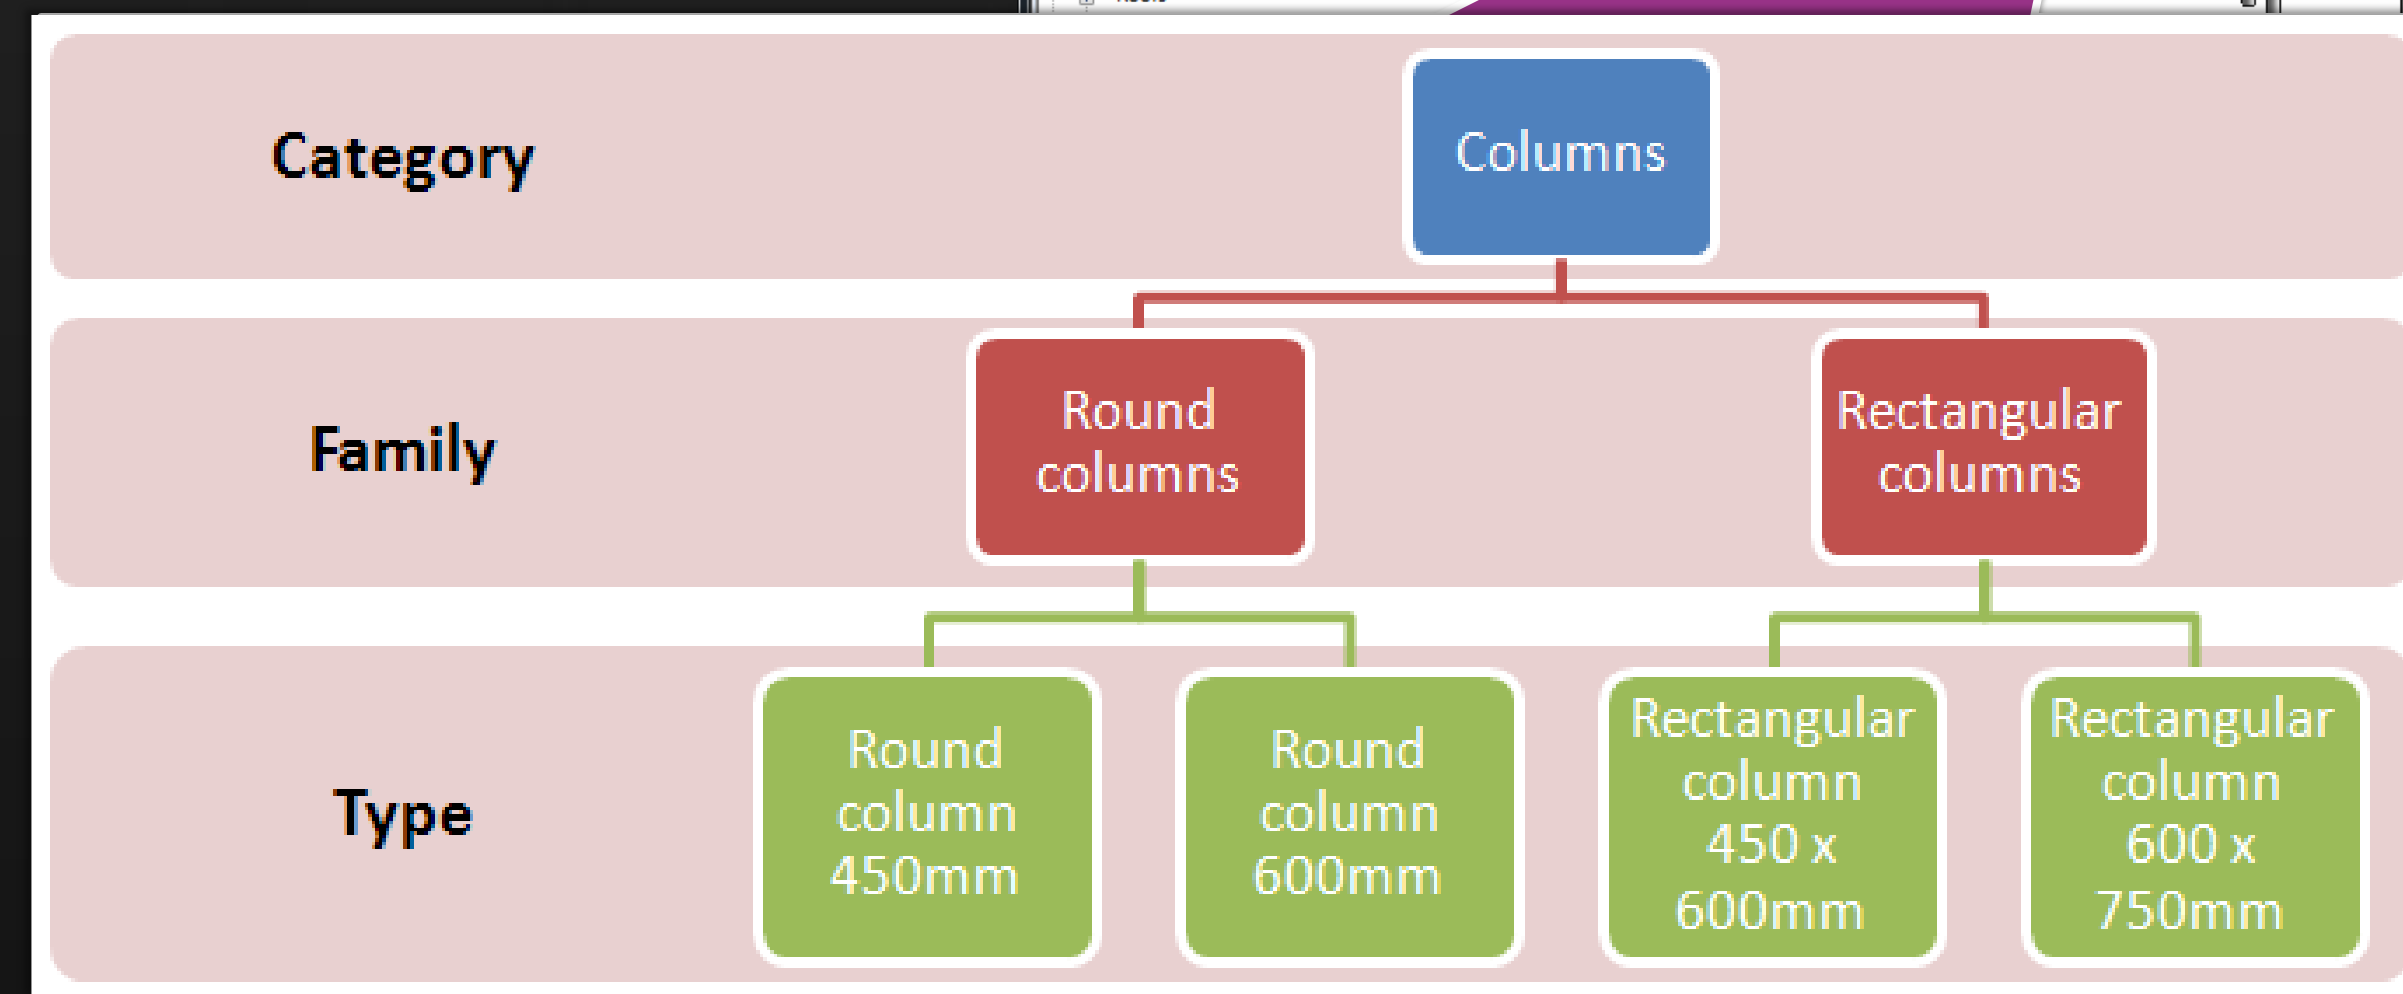 Category
Columns
Family
Round
columns
Rectangular
columns
Type
Round
column
450mm
Round
column
600mm
Rectangular
column
450 x
600mm
Rectangular
column
600 x
750mm